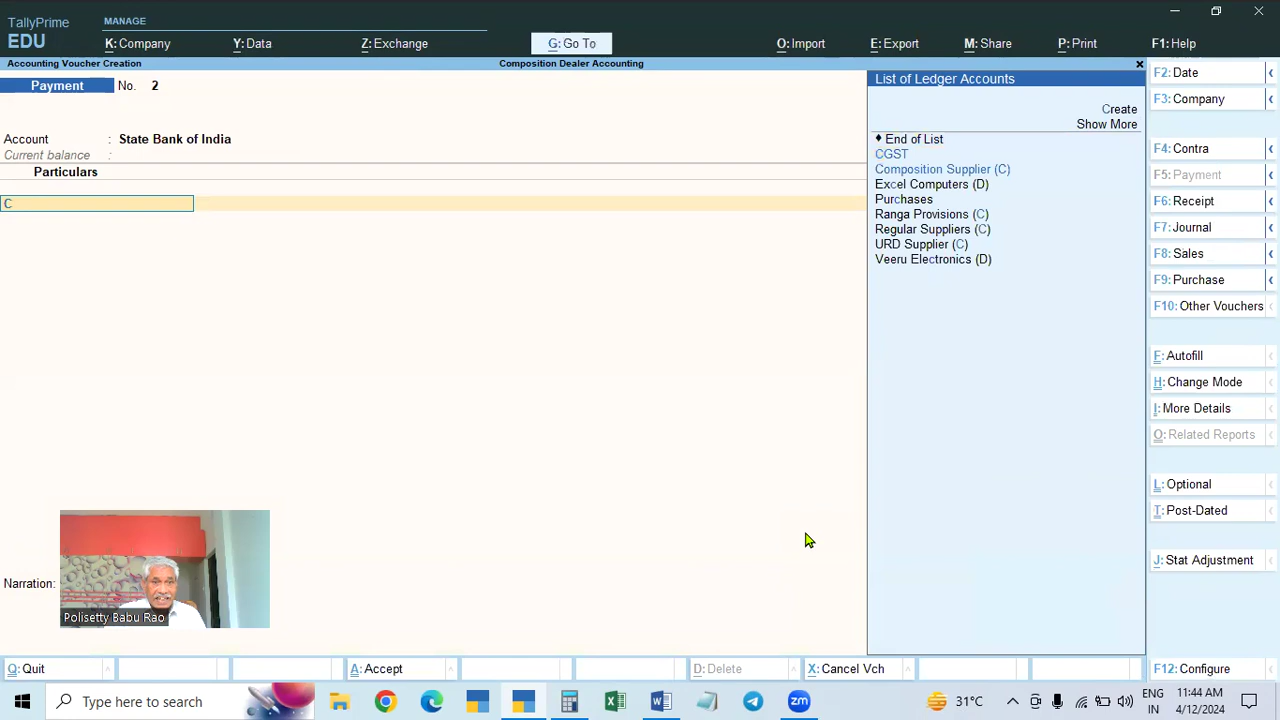 TallyPrime
EDU
MANAGE
K: Company
Y: Data
Z: Exchange
G: Go To
O: Import
E: Export
M: Share
P: Print
F1: Help
Accounting Voucher Creation
Composition Dealer Accounting
Payment No. 2
Account : State Bank of India
Current balance :
Particulars
C
Narration:
Polisetty Babu Rao
List of Ledger Accounts
Create
Show More
♦ End of List
CGST
Composition Supplier (C)
Excel Computers (D)
Purchases
Ranga Provisions (C)
Regular Suppliers (C)
URD Supplier (C)
Veeru Electronics (D)
F2: Date
F3: Company
F4: Contra
F5: Payment
F6: Receipt
F7: Journal
F8: Sales
F9: Purchase
F10: Other Vouchers
F: Autofill
H: Change Mode
I: More Details
O: Related Reports
L: Optional
T: Post-Dated
J: Stat Adjustment
Q: Quit
A: Accept
D: Delete
X: Cancel Vch
F12: Configure
Type here to search
zm
31°C
ENG
IN
11:44 AM
4/12/2024